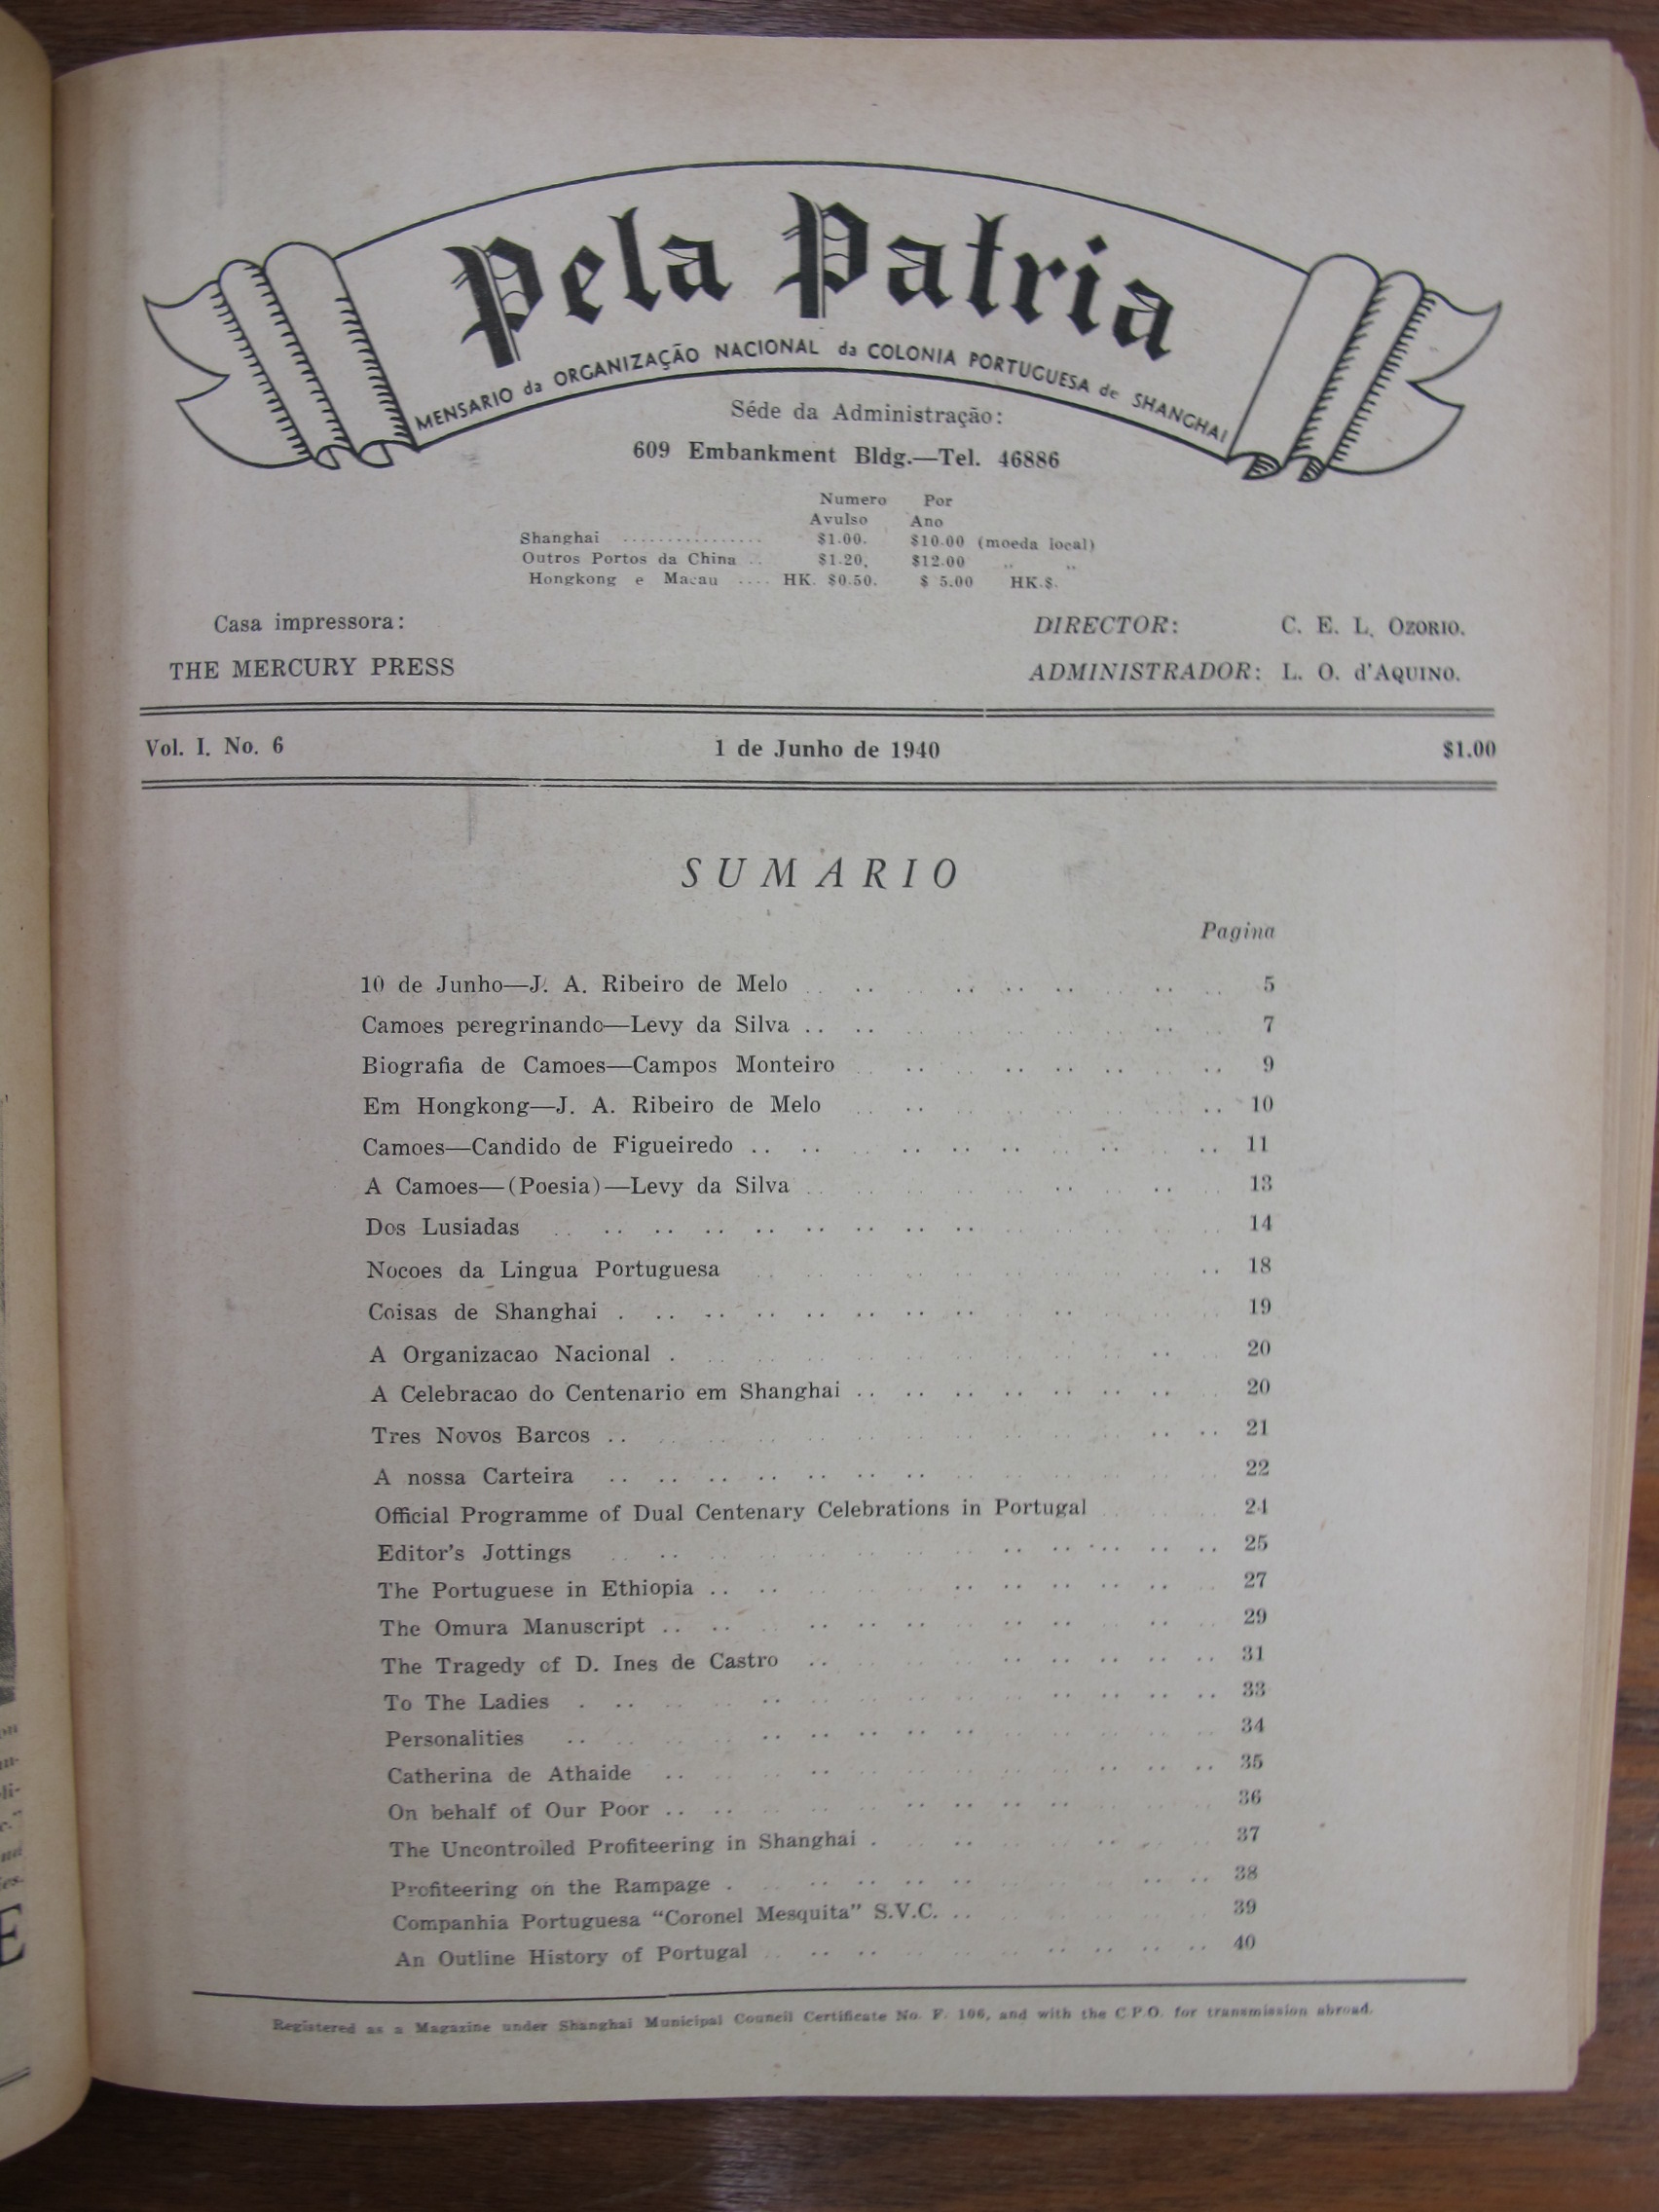 Pela Patria
MENSARIO da ORGANIZAÇÃO NACIONAL da COLONIA PORTUGUESA de SHANGHAI
Séde da Administração:
609 Embankment Bldg.—Tel. 46886
Numero Por
Avulso Ano
Shanghai ................ $1.00. $10.00 (moeda local)
Outros Portos da China .. $1.20, $12.00 ,, ,,
Hongkong e Macau .... HK. $0.50. $ 5.00 HK.$.
Casa impressora:
THE MERCURY PRESS
DIRECTOR: C. E. L. OZORIO.
ADMINISTRADOR: L. O. d'AQUINO.
Vol. I. No. 6 1 de Junho de 1940 $1.00
SUMARIO
Pagina
10 de Junho—J. A. Ribeiro de Melo 5
Camoes peregrinando—Levy da Silva 7
Biografia de Camoes—Campos Monteiro 9
Em Hongkong—J. A. Ribeiro de Melo 10
Camoes—Candido de Figueiredo 11
A Camoes—(Poesia)—Levy da Silva 13
Dos Lusiadas 14
Nocoes da Lingua Portuguesa 18
Coisas de Shanghai 19
A Organizacao Nacional 20
A Celebracao do Centenario em Shanghai 20
Tres Novos Barcos 21
A nossa Carteira 22
Official Programme of Dual Centenary Celebrations in Portugal 24
Editor's Jottings 25
The Portuguese in Ethiopia 27
The Omura Manuscript 29
The Tragedy of D. Ines de Castro 31
To The Ladies 33
Personalities 34
Catherina de Athaide 35
On behalf of Our Poor 36
The Uncontrolled Profiteering in Shanghai 37
Profiteering on the Rampage 38
Companhia Portuguesa "Coronel Mesquita" S.V.C. 39
An Outline History of Portugal 40
Registered as a Magazine under Shanghai Municipal Council Certificate No. F. 106, and with the C.P.O. for transmission abroad.